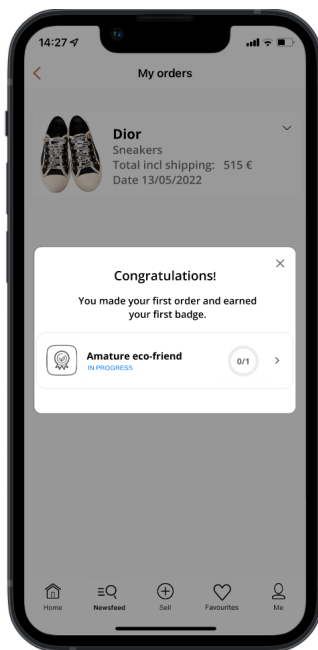 14:27
My orders
Dior
Sneakers
Total incl shipping: 515 €
Date 13/05/2022
Congratulations!
You made your first order and earned
your first badge.
Amature eco-friend
IN PROGRESS
0/1
Home
Newsfeed
Sell
Favourites
Me